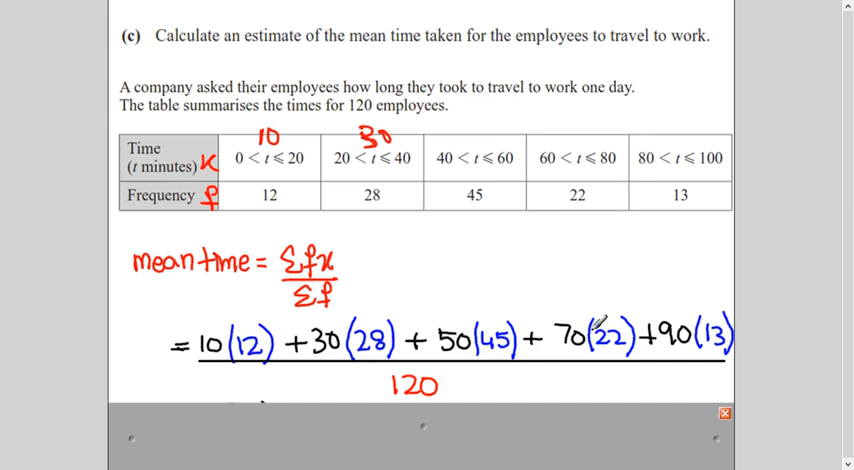 (c) Calculate an estimate of the mean time taken for the employees to travel to work.
A company asked their employees how long they took to travel to work one day.
The table summarises the times for 120 employees.
10 30
Time (t minutes) x 0 < t ⩽ 20 20 < t ⩽ 40 40 < t ⩽ 60 60 < t ⩽ 80 80 < t ⩽ 100
Frequency f 12 28 45 22 13
mean time = Σfx
Σf
= 10(12) + 30(28) + 50(45) + 70(22) + 90(13)
120